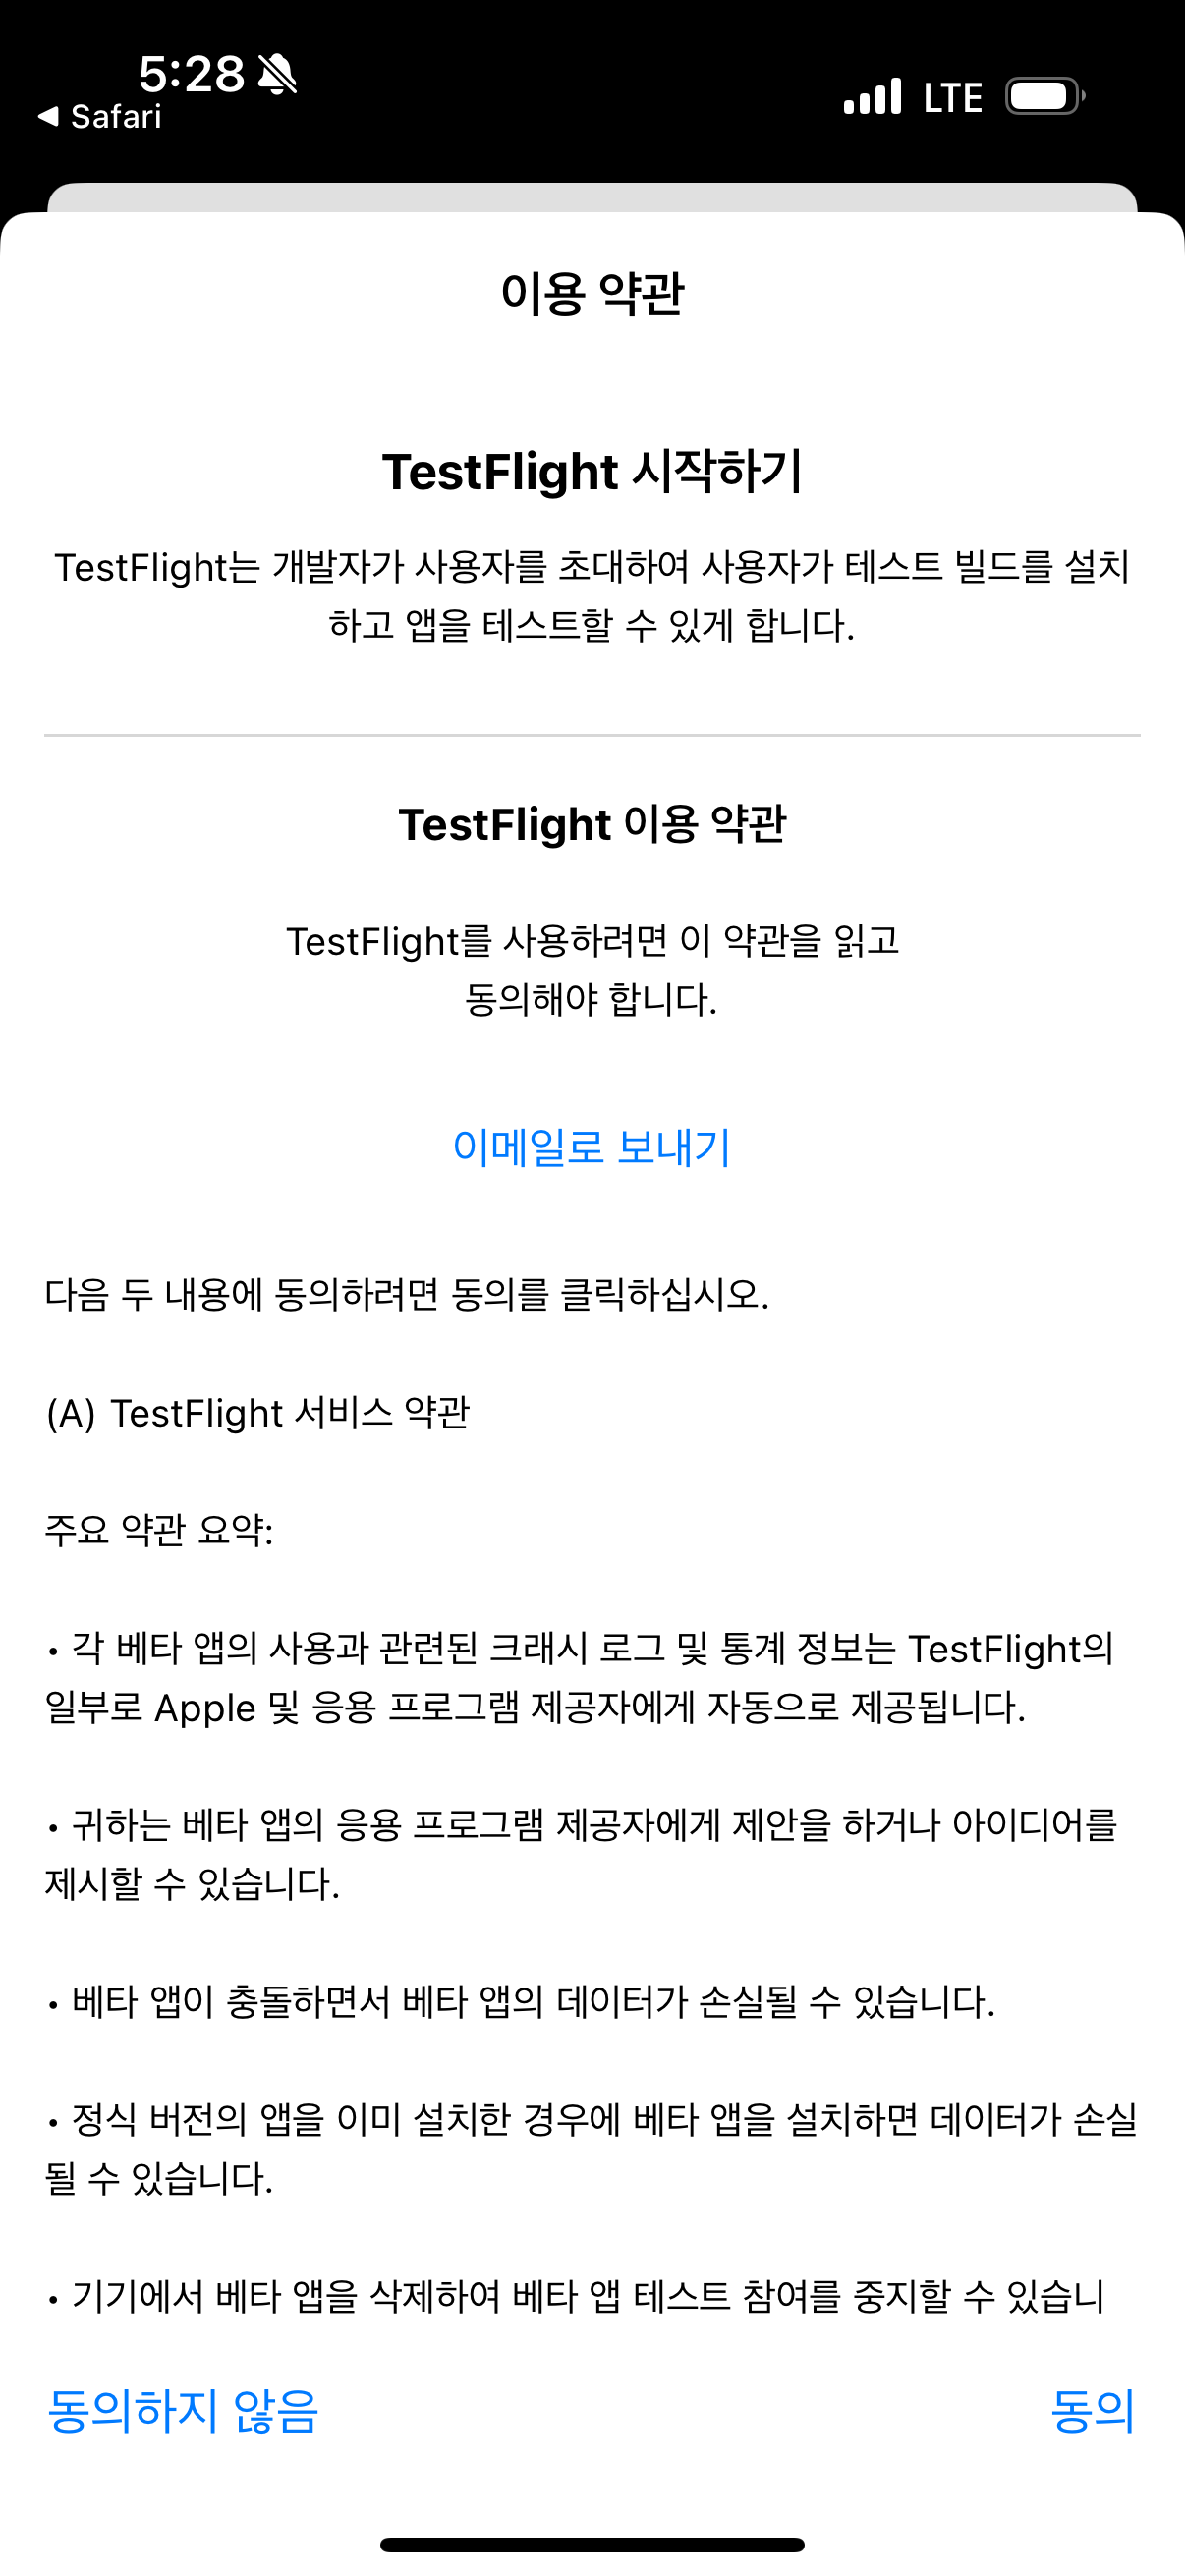 5:28
Safari
LTE
이용 약관
TestFlight 시작하기
TestFlight는 개발자가 사용자를 초대하여 사용자가 테스트 빌드를 설치
하고 앱을 테스트할 수 있게 합니다.
TestFlight 이용 약관
TestFlight를 사용하려면 이 약관을 읽고
동의해야 합니다.
이메일로 보내기
다음 두 내용에 동의하려면 동의를 클릭하십시오.
(A) TestFlight 서비스 약관
주요 약관 요약:
• 각 베타 앱의 사용과 관련된 크래시 로그 및 통계 정보는 TestFlight의
일부로 Apple 및 응용 프로그램 제공자에게 자동으로 제공됩니다.
• 귀하는 베타 앱의 응용 프로그램 제공자에게 제안을 하거나 아이디어를
제시할 수 있습니다.
• 베타 앱이 충돌하면서 베타 앱의 데이터가 손실될 수 있습니다.
• 정식 버전의 앱을 이미 설치한 경우에 베타 앱을 설치하면 데이터가 손실
될 수 있습니다.
• 기기에서 베타 앱을 삭제하여 베타 앱 테스트 참여를 중지할 수 있습니
동의하지 않음
동의